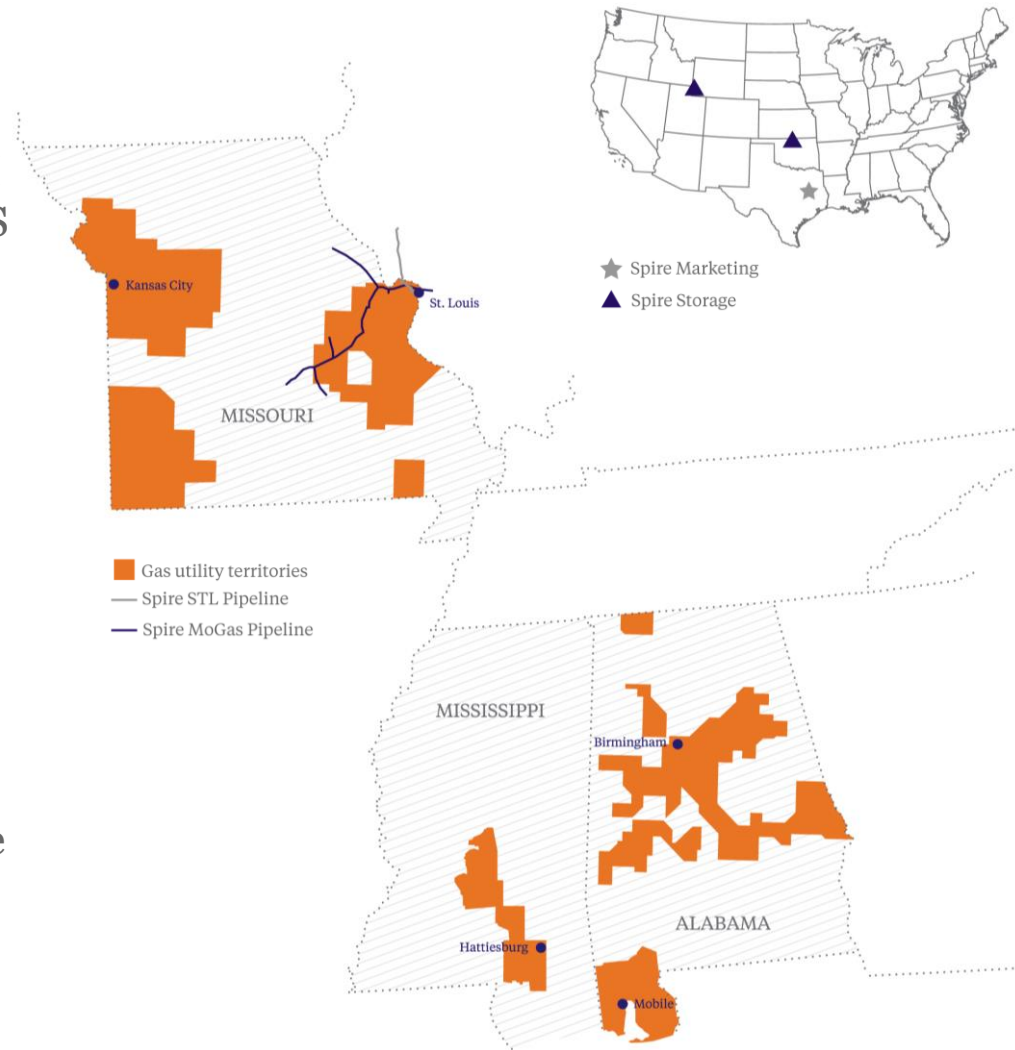 s
Kansas City
St. Louis
MISSOURI
Spire Marketing
Spire Storage
Gas utility territories
Spire STL Pipeline
Spire MoGas Pipeline
MISSISSIPPI
Birmingham
e
ALABAMA
Hattiesburg
Mobile